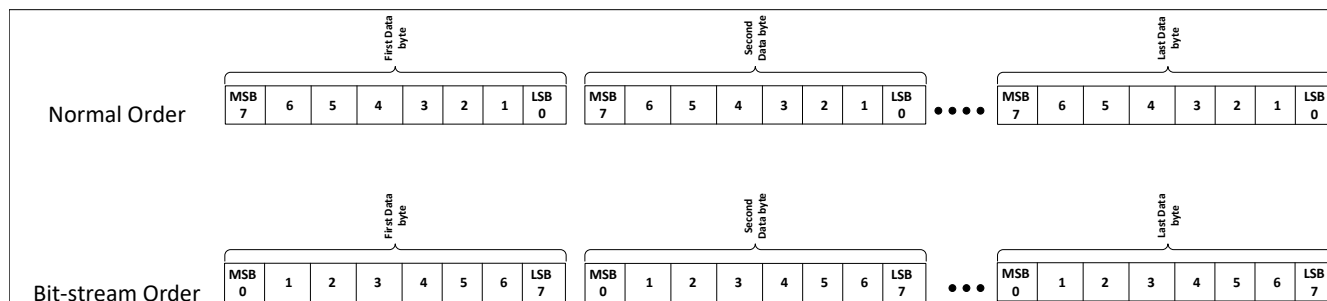 First Data
byte
Second
Data byte
Last Data
byte
Normal Order
MSB
7 6 5 4 3 2 1 LSB
0
MSB
7 6 5 4 3 2 1 LSB
0
MSB
7 6 5 4 3 2 1 LSB
0
First Data
byte
Second
Data byte
Last Data
byte
Bit-stream Order
MSB
0 1 2 3 4 5 6 LSB
7
MSB
0 1 2 3 4 5 6 LSB
7
MSB
0 1 2 3 4 5 6 LSB
7